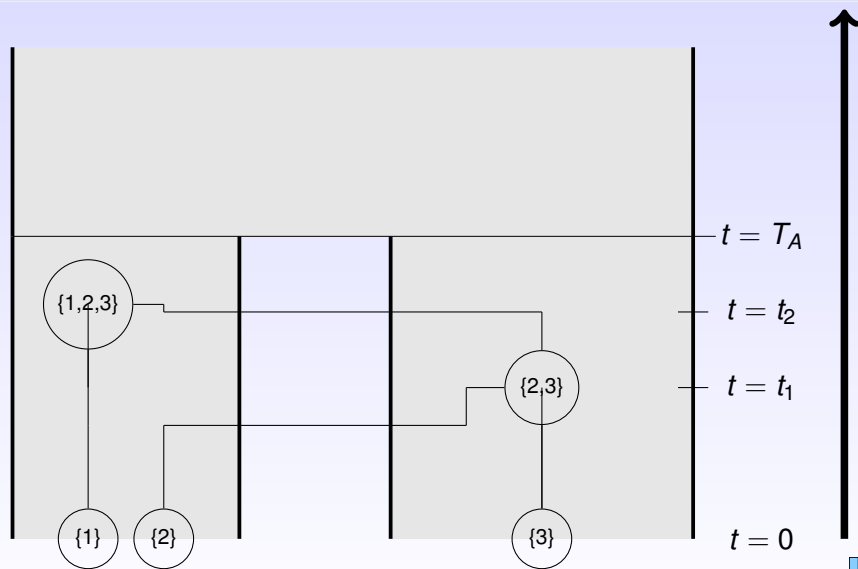 t = T_A
{1,2,3}
t = t_2
{2,3}
t = t_1
{1}
{2}
{3}
t = 0